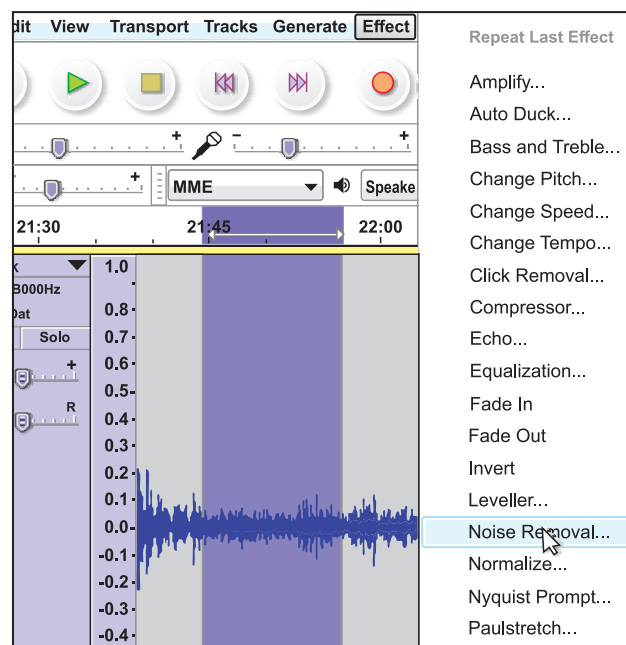 dit View Transport Tracks Generate Effect
- +
+ MME Speake
21:30 21:45 22:00
k 1.0
8000Hz
Dat 0.8
Solo 0.7
+ 0.6
0.5
R 0.4
0.3
0.2
0.1
0.0
-0.1
-0.2
-0.3
-0.4
Repeat Last Effect
Amplify...
Auto Duck...
Bass and Treble...
Change Pitch...
Change Speed...
Change Tempo...
Click Removal...
Compressor...
Echo...
Equalization...
Fade In
Fade Out
Invert
Leveller...
Noise Removal...
Normalize...
Nyquist Prompt...
Paulstretch...